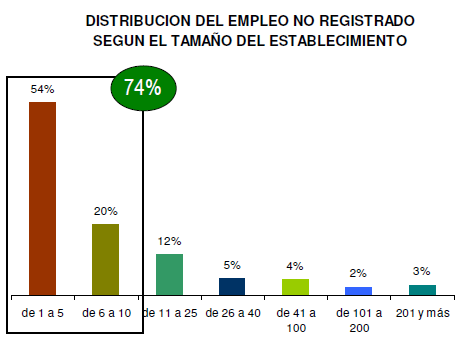 DISTRIBUCION DEL EMPLEO NO REGISTRADO
SEGUN EL TAMAÑO DEL ESTABLECIMIENTO
74%
54%
20%
12%
5%
4%
2%
3%
de 1 a 5
de 6 a 10
de 11 a 25
de 26 a 40
de 41 a
100
de 101 a
200
201 y más